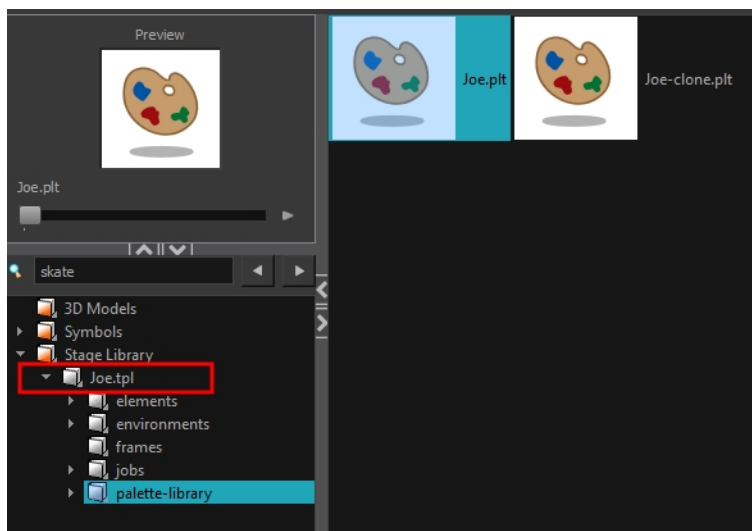 Preview
Joe.plt
skate
3D Models
Symbols
Stage Library
Joe.tpl
elements
environments
frames
jobs
palette-library
Joe.plt
Joe-clone.plt